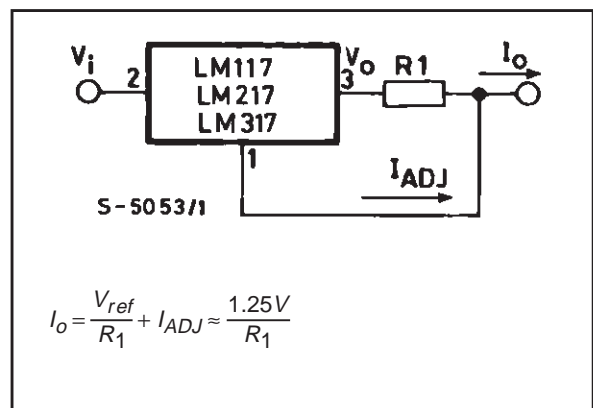 Vi
2
LM117
LM217
LM317
Vo
3
R1
Io
1
IADJ
S-5053/1
Io = Vref/R1 + IADJ ≈ 1.25V/R1